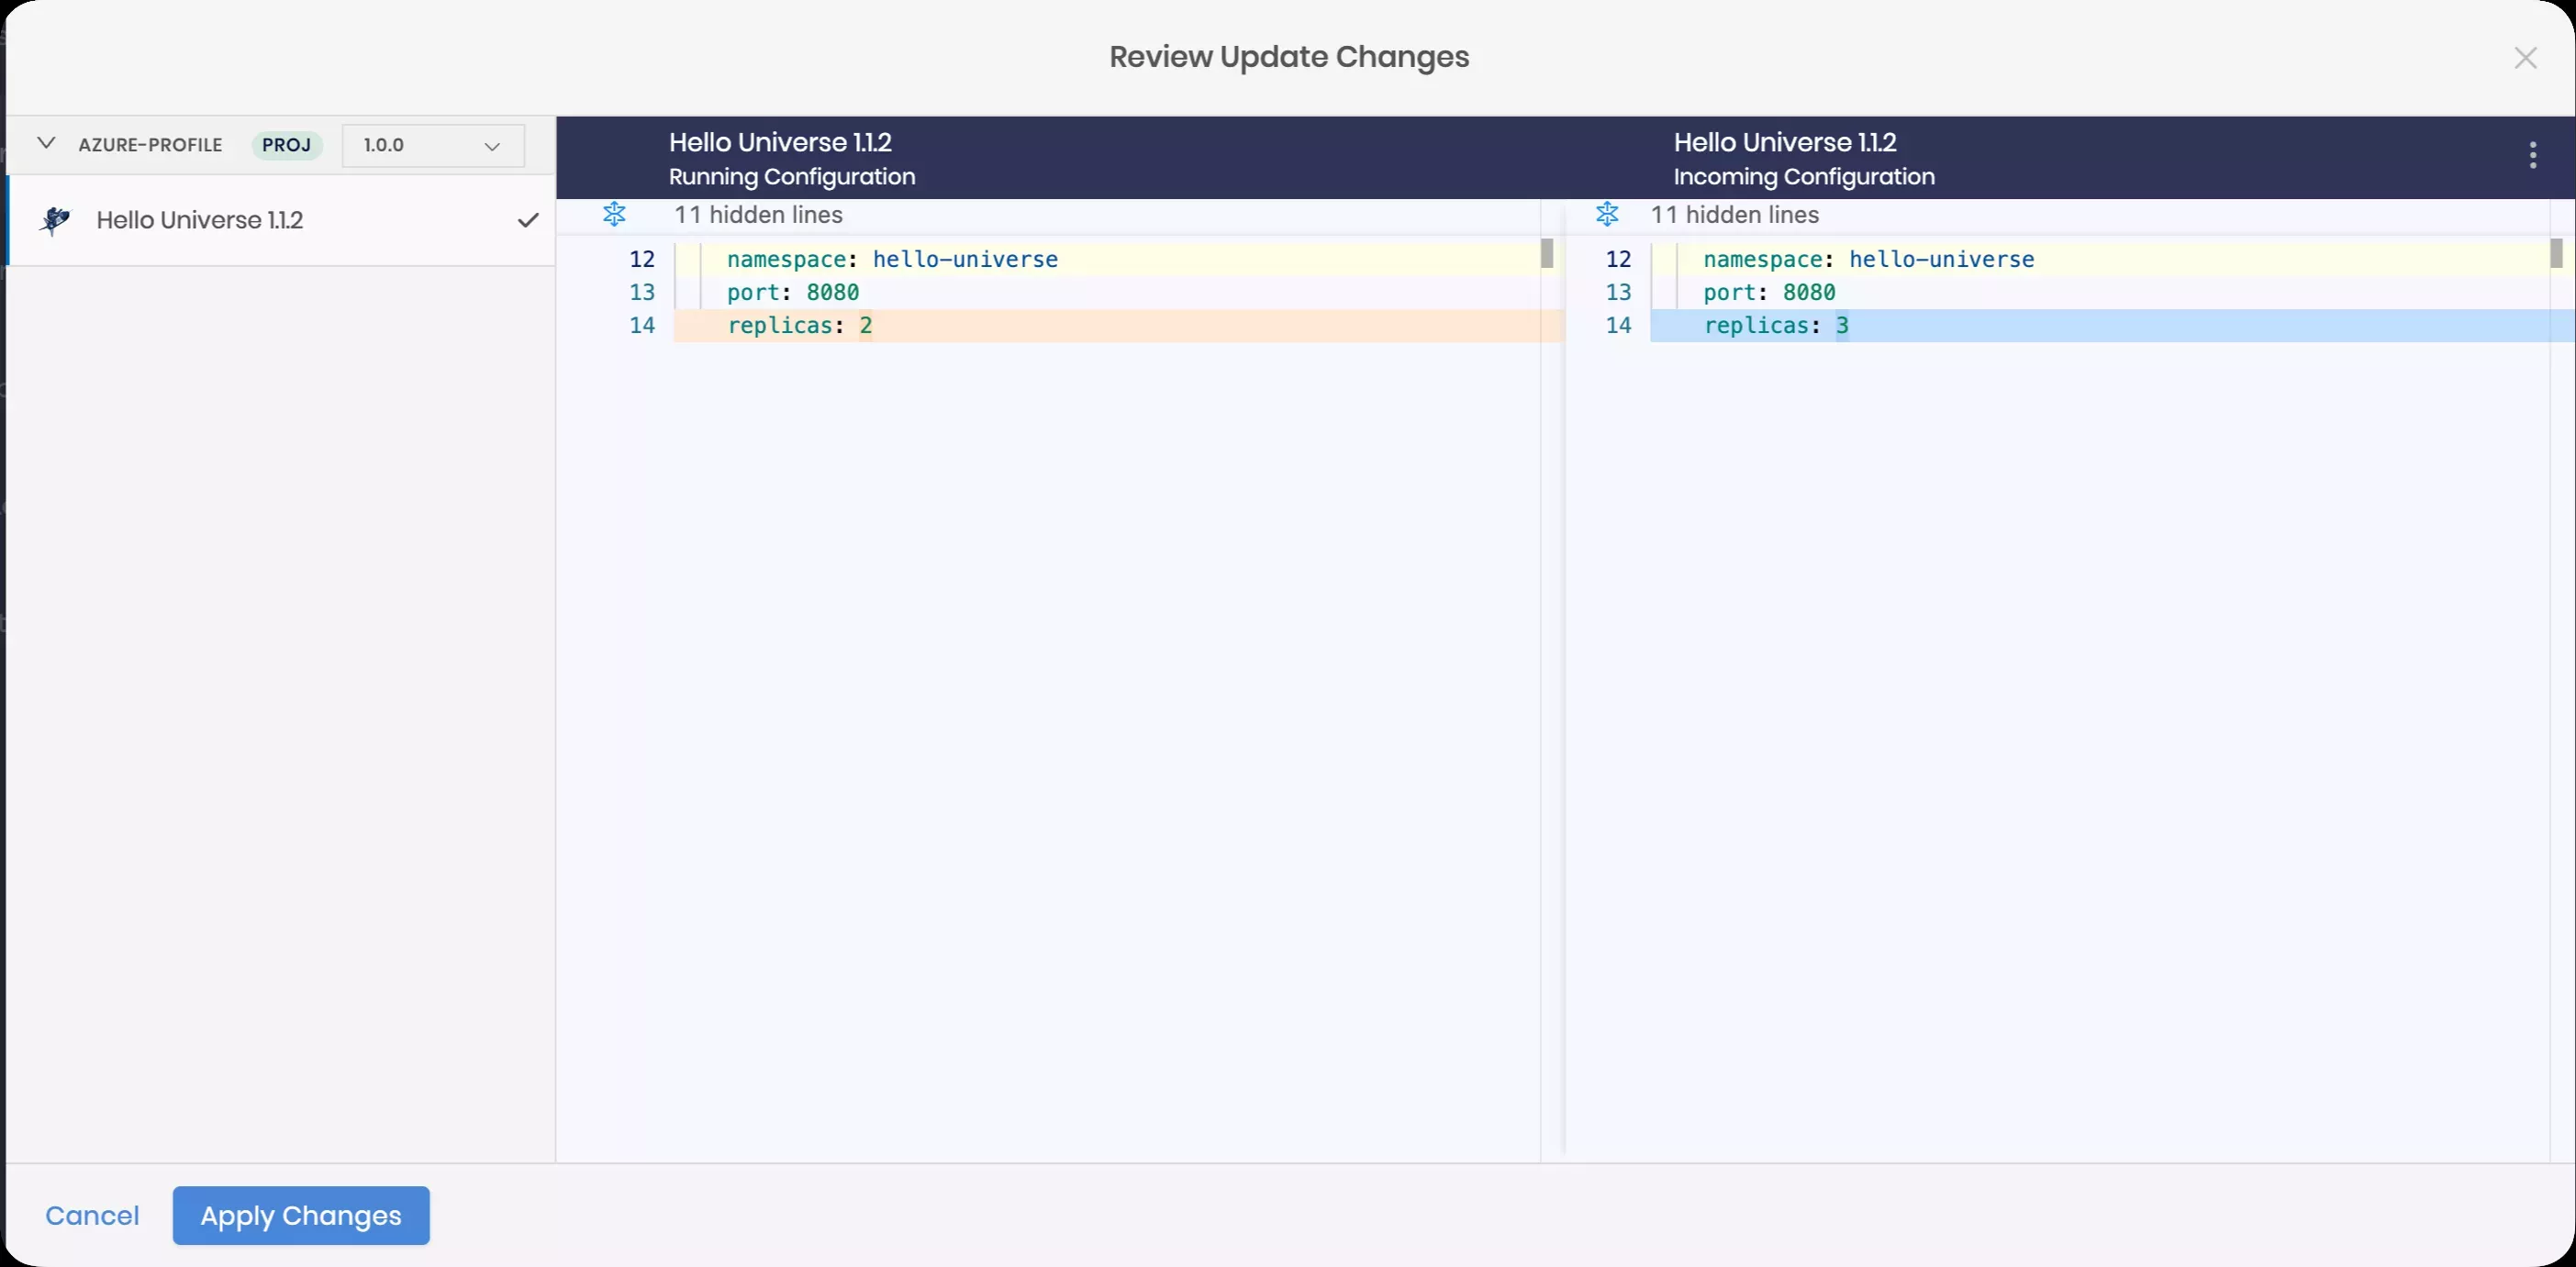 Review Update Changes
AZURE-PROFILE PROJ 1.0.0
Hello Universe 1.1.2
Hello Universe 1.1.2
Running Configuration
11 hidden lines
12 namespace: hello-universe
13 port: 8080
14 replicas: 2
Hello Universe 1.1.2
Incoming Configuration
11 hidden lines
12 namespace: hello-universe
13 port: 8080
14 replicas: 3
Cancel
Apply Changes